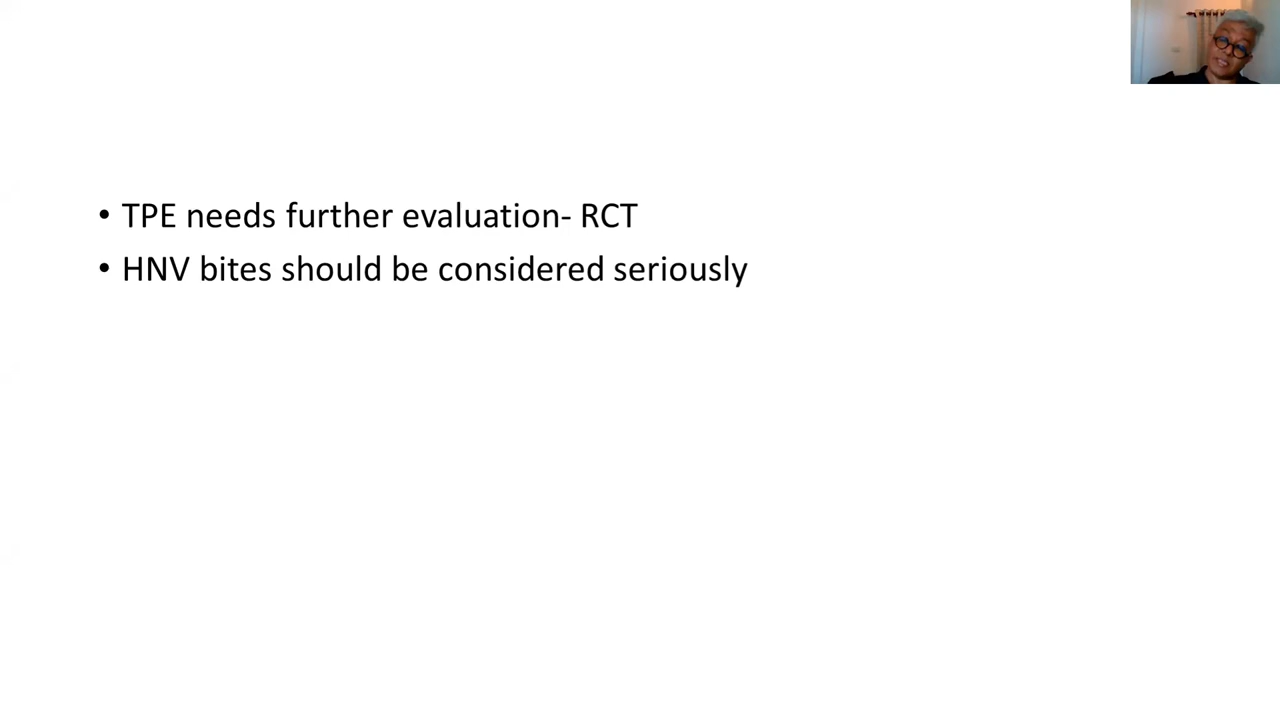 • TPE needs further evaluation- RCT
• HNV bites should be considered seriously